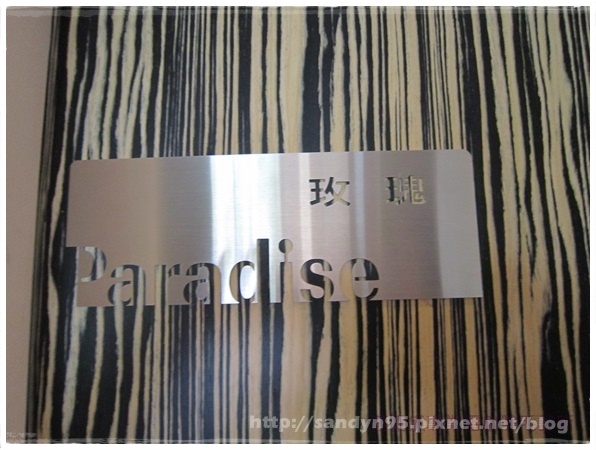 玫瑰
Paradise
http://sandyn95.pixnet.net/blog